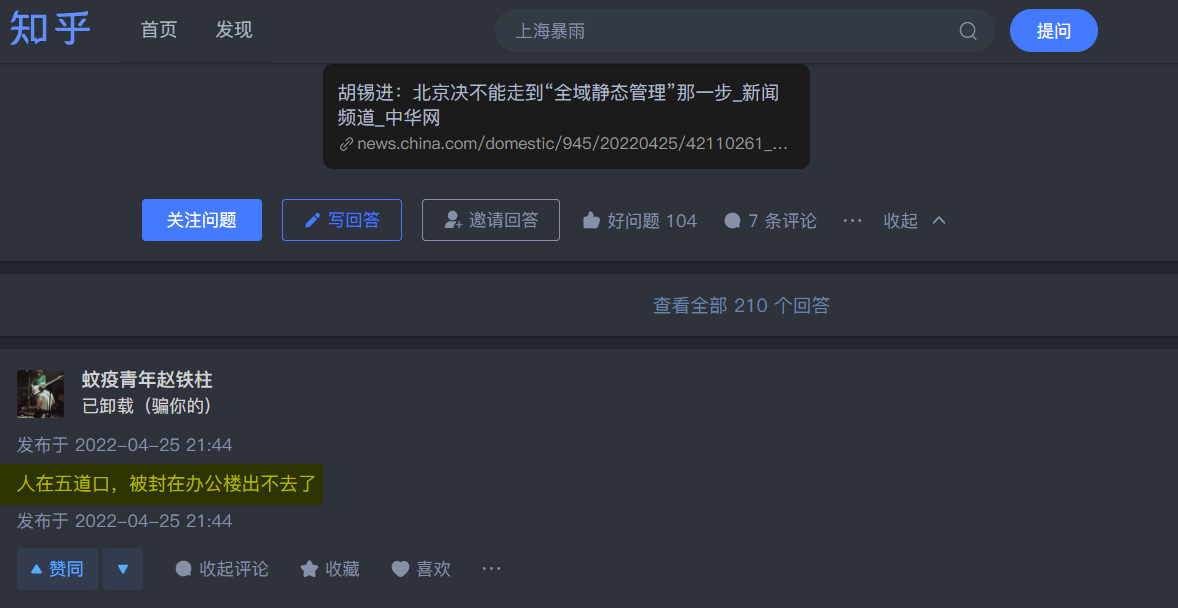 知乎 首页 发现 上海暴雨 提问
胡锡进：北京决不能走到“全域静态管理”那一步_新闻
频道_中华网
news.china.com/domestic/945/20220425/42110261_...
关注问题 写回答 邀请回答 好问题 104 7 条评论 ··· 收起
查看全部 210 个回答
蚊疫青年赵铁柱
已卸载（骗你的）
发布于 2022-04-25 21:44
人在五道口，被封在办公楼出不去了
发布于 2022-04-25 21:44
赞同 收起评论 收藏 喜欢 ···